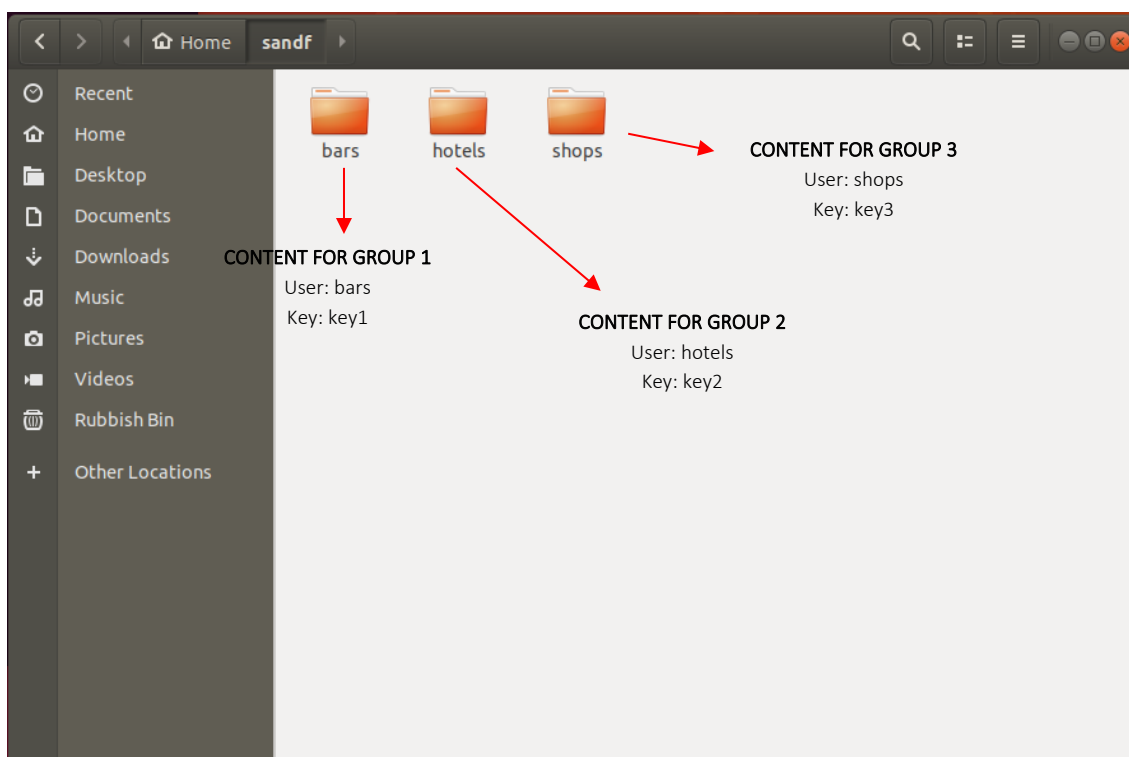 Home
sandf
Recent
Home
Desktop
Documents
Downloads
Music
Pictures
Videos
Rubbish Bin
Other Locations
bars
hotels
shops
CONTENT FOR GROUP 3
User: shops
Key: key3
CONTENT FOR GROUP 1
User: bars
Key: key1
CONTENT FOR GROUP 2
User: hotels
Key: key2